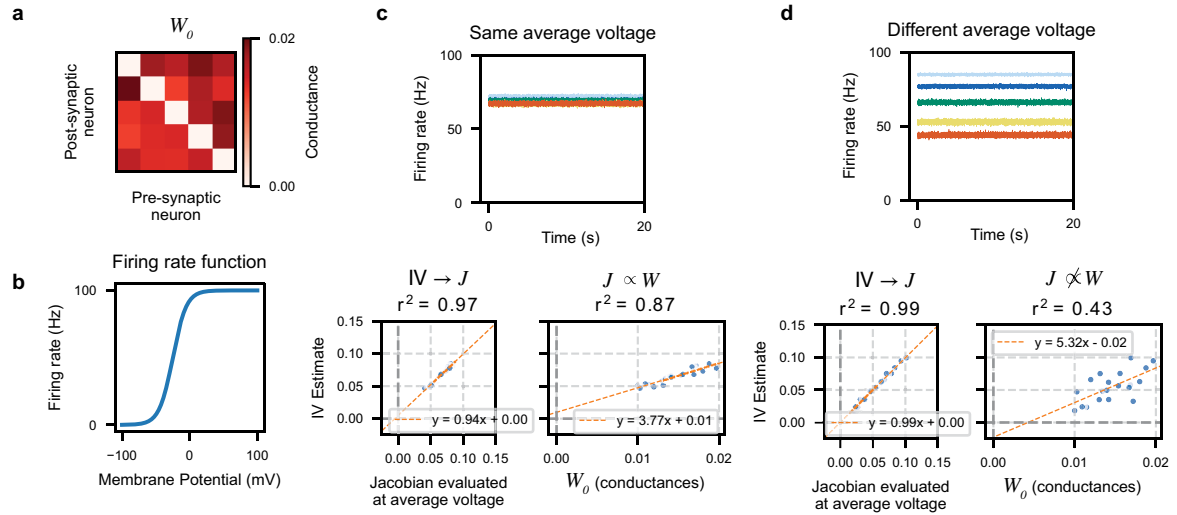 a
W₀
0.02
0.00
Conductance
Post-synaptic
neuron
Pre-synaptic
neuron
b
Firing rate function
100
0
Firing rate (Hz)
−100
0
100
Membrane Potential (mV)
c
Same average voltage
100
50
0
Firing rate (Hz)
0
20
Time (s)
IV → J
r² = 0.97
0.15
0.10
0.05
0.00
IV Estimate
y = 0.94x + 0.00
0.00
0.05
0.10
0.15
Jacobian evaluated
at average voltage
J ∝ W
r² = 0.87
y = 3.77x + 0.01
0.00
0.01
0.02
W₀ (conductances)
d
Different average voltage
100
50
0
Firing rate (Hz)
0
20
Time (s)
IV → J
r² = 0.99
0.15
0.10
0.05
0.00
IV Estimate
y = 0.99x + 0.00
0.00
0.05
0.10
0.15
Jacobian evaluated
at average voltage
J ∝̸ W
r² = 0.43
y = 5.32x - 0.02
0.00
0.01
0.02
W₀ (conductances)